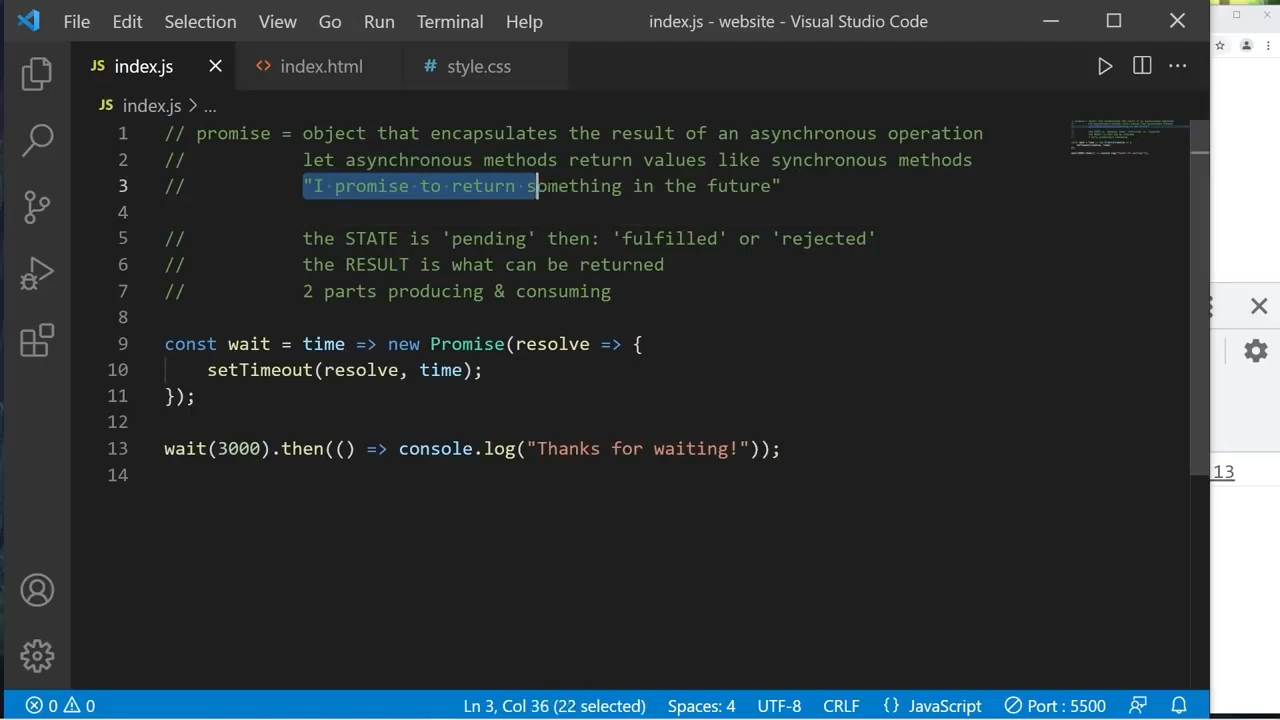 File Edit Selection View Go Run Terminal Help index.js - website - Visual Studio Code
JS index.js <> index.html # style.css
JS index.js > ...
1 // promise = object that encapsulates the result of an asynchronous operation
2 // let asynchronous methods return values like synchronous methods
3 // "I promise to return something in the future"
4
5 // the STATE is 'pending' then: 'fulfilled' or 'rejected'
6 // the RESULT is what can be returned
7 // 2 parts producing & consuming
8
9 const wait = time => new Promise(resolve => {
10 setTimeout(resolve, time);
11 });
12
13 wait(3000).then(() => console.log("Thanks for waiting!"));
14
13
0 0 Ln 3, Col 36 (22 selected) Spaces: 4 UTF-8 CRLF {} JavaScript Port : 5500